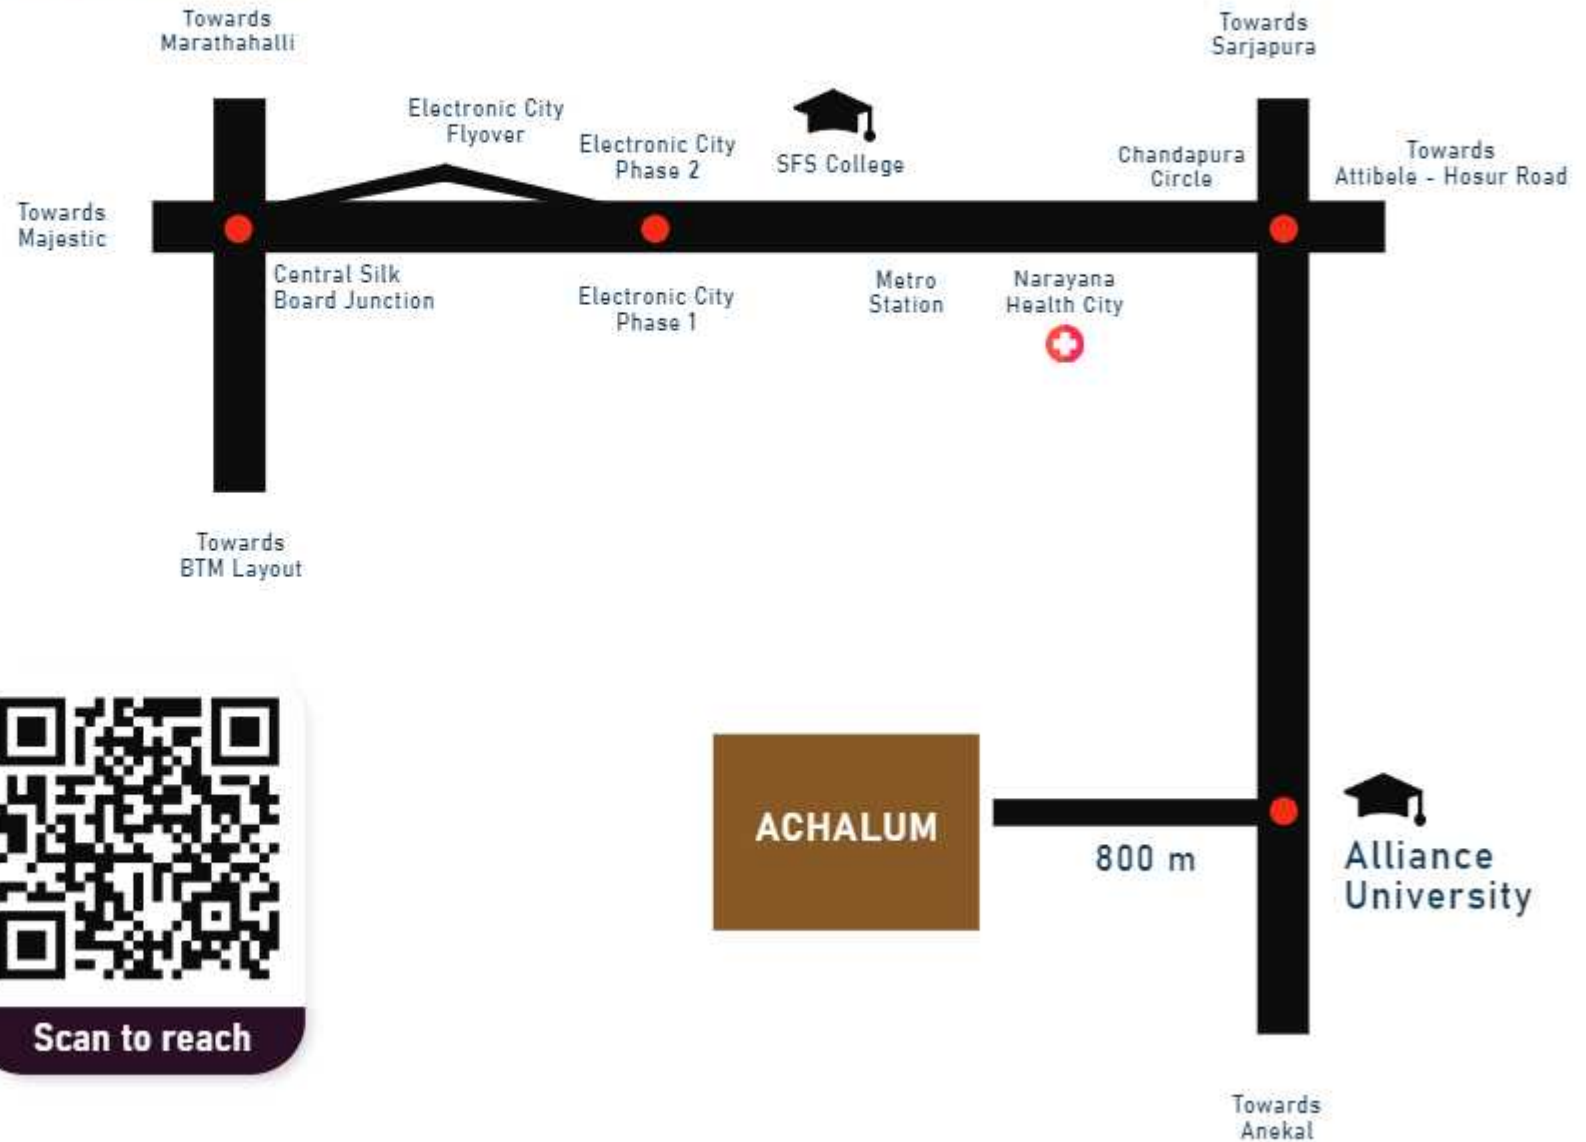 Towards
Marathahalli
Towards
Sarjapura
Electronic City
Flyover
Electronic City
Phase 2
SFS College
Chandapura
Circle
Towards
Attibele - Hosur Road
Towards
Majestic
Central Silk
Board Junction
Electronic City
Phase 1
Metro
Station
Narayana
Health City
Towards
BTM Layout
ACHALUM
800 m
Alliance
University
Scan to reach
Towards
Anekal